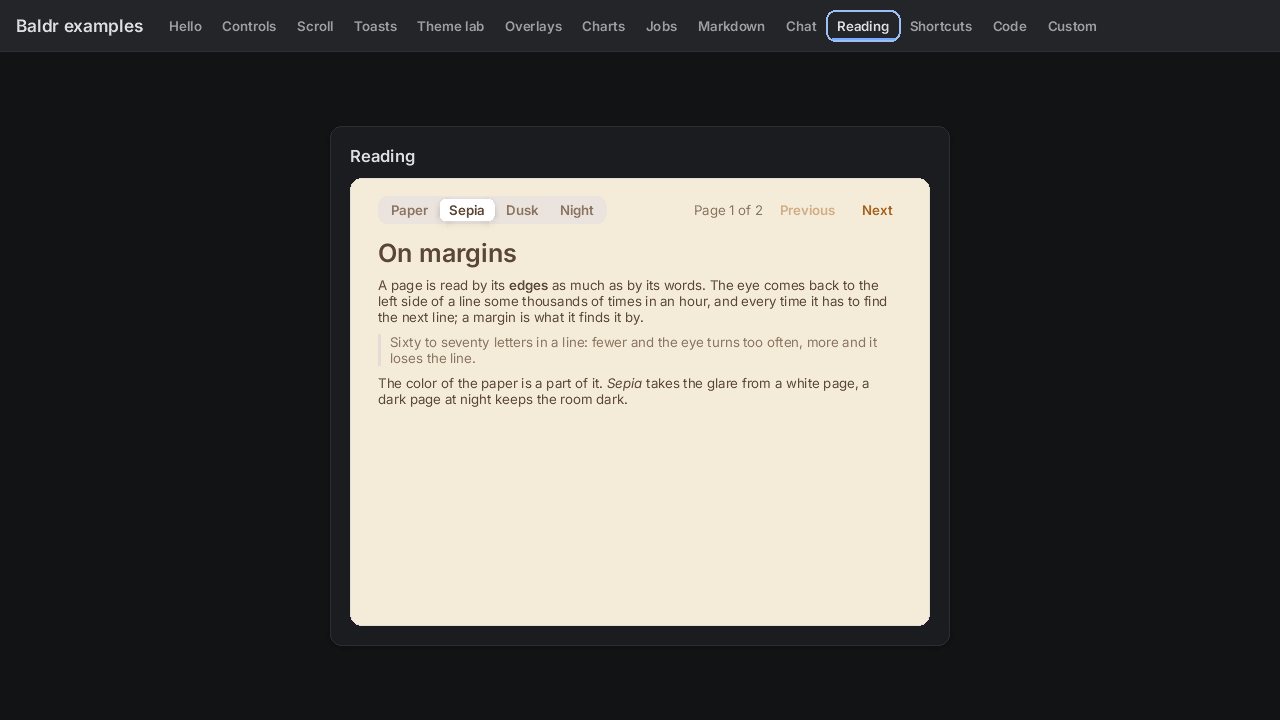 Baldr examples Hello Controls Scroll Toasts Theme lab Overlays Charts Jobs Markdown Chat Reading Shortcuts Code Custom
Reading
Paper Sepia Dusk Night Page 1 of 2 Previous Next
On margins
A page is read by its edges as much as by its words. The eye comes back to the
left side of a line some thousands of times in an hour, and every time it has to find
the next line; a margin is what it finds it by.
Sixty to seventy letters in a line: fewer and the eye turns too often, more and it
loses the line.
The color of the paper is a part of it. Sepia takes the glare from a white page, a
dark page at night keeps the room dark.